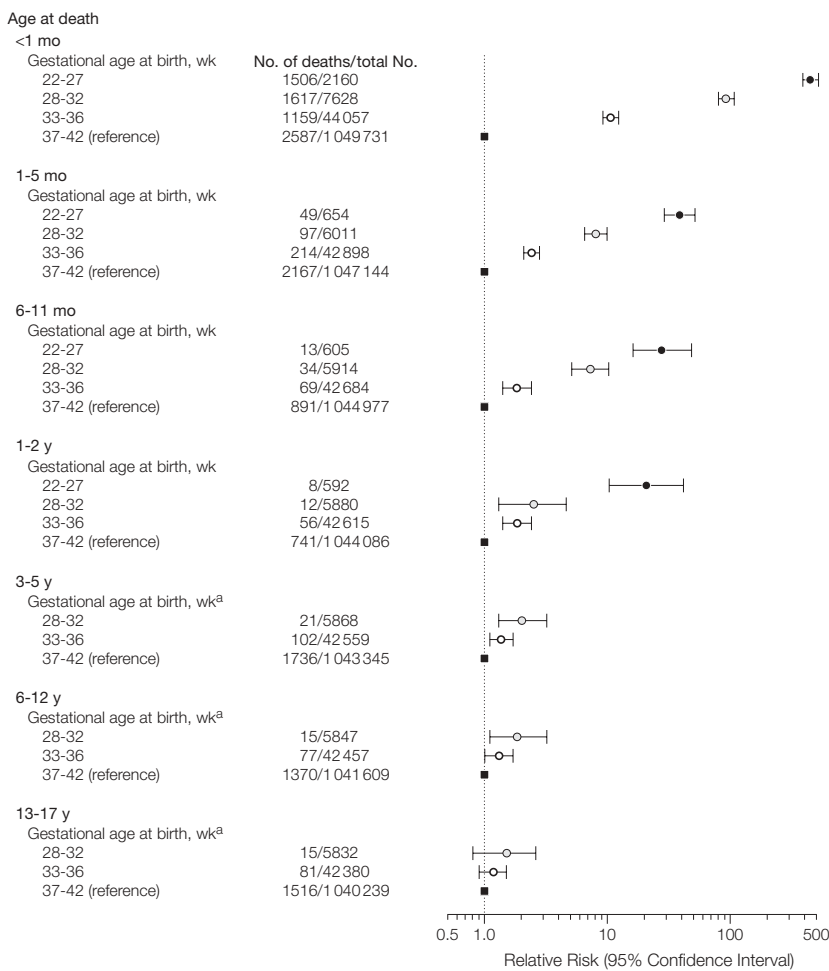 Age at death
<1 mo
Gestational age at birth, wk No. of deaths/total No.
22-27 1506/2160
28-32 1617/7628
33-36 1159/44 057
37-42 (reference) 2587/1 049 731
1-5 mo
Gestational age at birth, wk
22-27 49/654
28-32 97/6011
33-36 214/42 898
37-42 (reference) 2167/1 047 144
6-11 mo
Gestational age at birth, wk
22-27 13/605
28-32 34/5914
33-36 69/42 684
37-42 (reference) 891/1 044 977
1-2 y
Gestational age at birth, wk
22-27 8/592
28-32 12/5880
33-36 56/42 615
37-42 (reference) 741/1 044 086
3-5 y
Gestational age at birth, wkª
28-32 21/5868
33-36 102/42 559
37-42 (reference) 1736/1 043 345
6-12 y
Gestational age at birth, wkª
28-32 15/5847
33-36 77/42 457
37-42 (reference) 1370/1 041 609
13-17 y
Gestational age at birth, wkª
28-32 15/5832
33-36 81/42 380
37-42 (reference) 1516/1 040 239
0.5 1.0 10 100 500
Relative Risk (95% Confidence Interval)